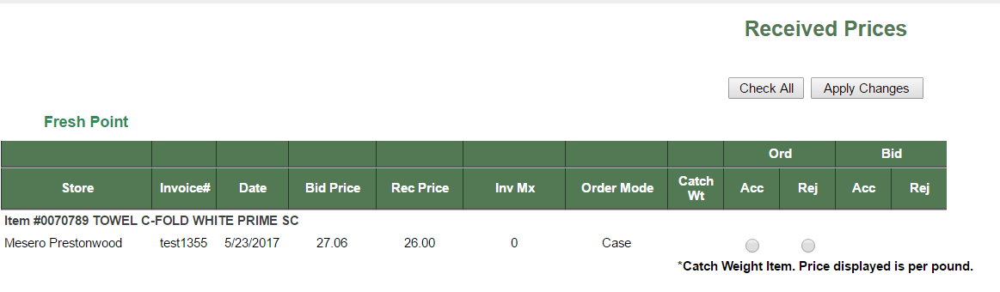 Received Prices
Check All Apply Changes
Fresh Point
Ord Bid
Store Invoice# Date Bid Price Rec Price Inv Mx Order Mode Catch Wt Acc Rej Acc Rej
Item #0070789 TOWEL C-FOLD WHITE PRIME SC
Mesero Prestonwood test1355 5/23/2017 27.06 26.00 0 Case
*Catch Weight Item. Price displayed is per pound.